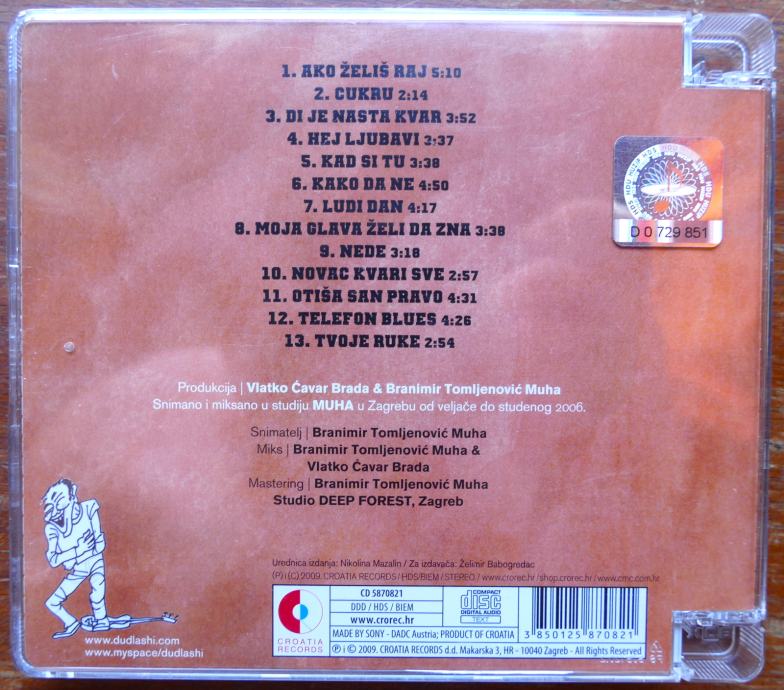 1. AKO ŽELIŠ RAJ 5:10
2. CUKRU 2:14
3. DI JE NASTA KVAR 3:52
4. HEJ LJUBAVI 3:37
5. KAD SI TU 3:38
6. KAKO DA NE 4:50
7. LUDI DAN 4:17
8. MOJA GLAVA ŽELI DA ZNA 3:38
9. NEDE 3:18
10. NOVAC KVARI SVE 2:57
11. OTIŠA SAN PRAVO 4:31
12. TELEFON BLUES 4:26
13. TVOJE RUKE 2:54
D 0 729 851
Produkcija | Vlatko Ćavar Brada & Branimir Tomljenović Muha
Snimano i miksano u studiju MUHA u Zagrebu od veljače do studenog 2006.
Snimatelj | Branimir Tomljenović Muha
Miks | Branimir Tomljenović Muha &
Vlatko Ćavar Brada
Mastering | Branimir Tomljenović Muha
Studio DEEP FOREST, Zagreb
Urednica izdanja: Nikolina Mazalin / Za izdavača: Želimir Babogredac
(P) i (C) 2009. CROATIA RECORDS / HDS/BIEM / STEREO / www.crorec.hr / shop.crorec.hr / www.cmc.com.hr
www.dudlashi.com
www.myspace/dudlashi
CROATIA
RECORDS
CD 5870821
DDD / HDS / BIEM
www.crorec.hr
COMPACT
disc
DIGITAL AUDIO
TEXT
MADE BY SONY - DADC Austria; PRODUCT OF CROATIA
℗ i © 2009. CROATIA RECORDS d.d. Makarska 3, HR - 10040 Zagreb - All Rights Reserved
3 850125 870821